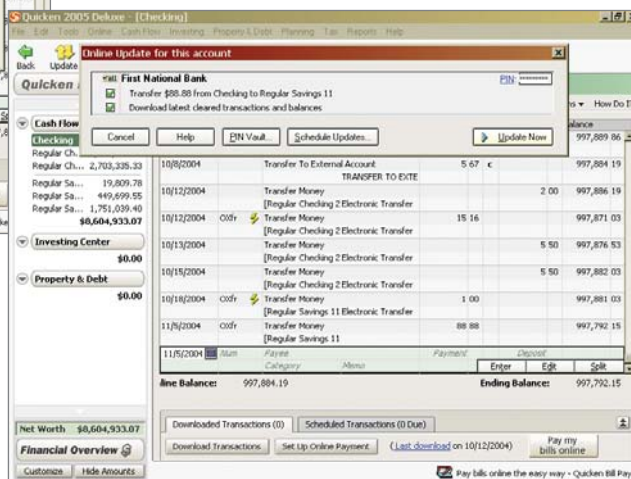 Quicken 2005 Deluxe - [Checking]
File Edit Tools Online Cash Flow Investing Property & Debt Planning Tax Reports Help
Back Update
Online Update for this account
First National Bank PIN: **********
Transfer $88.88 from Checking to Regular Savings 11
Download latest cleared transactions and balances
Cancel Help PIN Vault... Schedule Updates... Update Now
Quicken
How Do I
Cash Flow
Checking 997,889 86
Regular Ch...
Regular Ch... 2,703,335.33
Regular Sa... 19,809.78
Regular Sa... 449,699.55
Regular Sa... 1,751,039.40
$8,604,933.07
Investing Center
$0.00
Property & Debt
$0.00
10/8/2004 Transfer To External Account 5 67 c 997,884 19
TRANSFER TO EXTE
10/12/2004 Transfer Money 2 00 997,886 19
[Regular Checking 2 Electronic Transfer
10/12/2004 OXfr Transfer Money 15 16 997,871 03
[Regular Checking 2 Electronic Transfer
10/13/2004 Transfer Money 5 50 997,876 53
[Regular Checking 2 Electronic Transfer
10/15/2004 Transfer Money 5 50 997,882 03
[Regular Checking 2 Electronic Transfer
10/18/2004 OXfr Transfer Money 1 00 997,881 03
[Regular Savings 11 Electronic Transfer
11/5/2004 OXfr Transfer Money 88 88 997,792 15
[Regular Savings 11
11/5/2004 Num Payee Payment Deposit
Category Memo Enter Edit Split
line Balance: 997,884.19 Ending Balance: 997,792.15
Net Worth $8,604,933.07
Financial Overview
Customize Hide Amounts
Downloaded Transactions (0) Scheduled Transactions (0 Due)
Download Transactions Set Up Online Payment (Last download on 10/12/2004) Pay my bills online
Pay bills online the easy way - Quicken Bill Pay